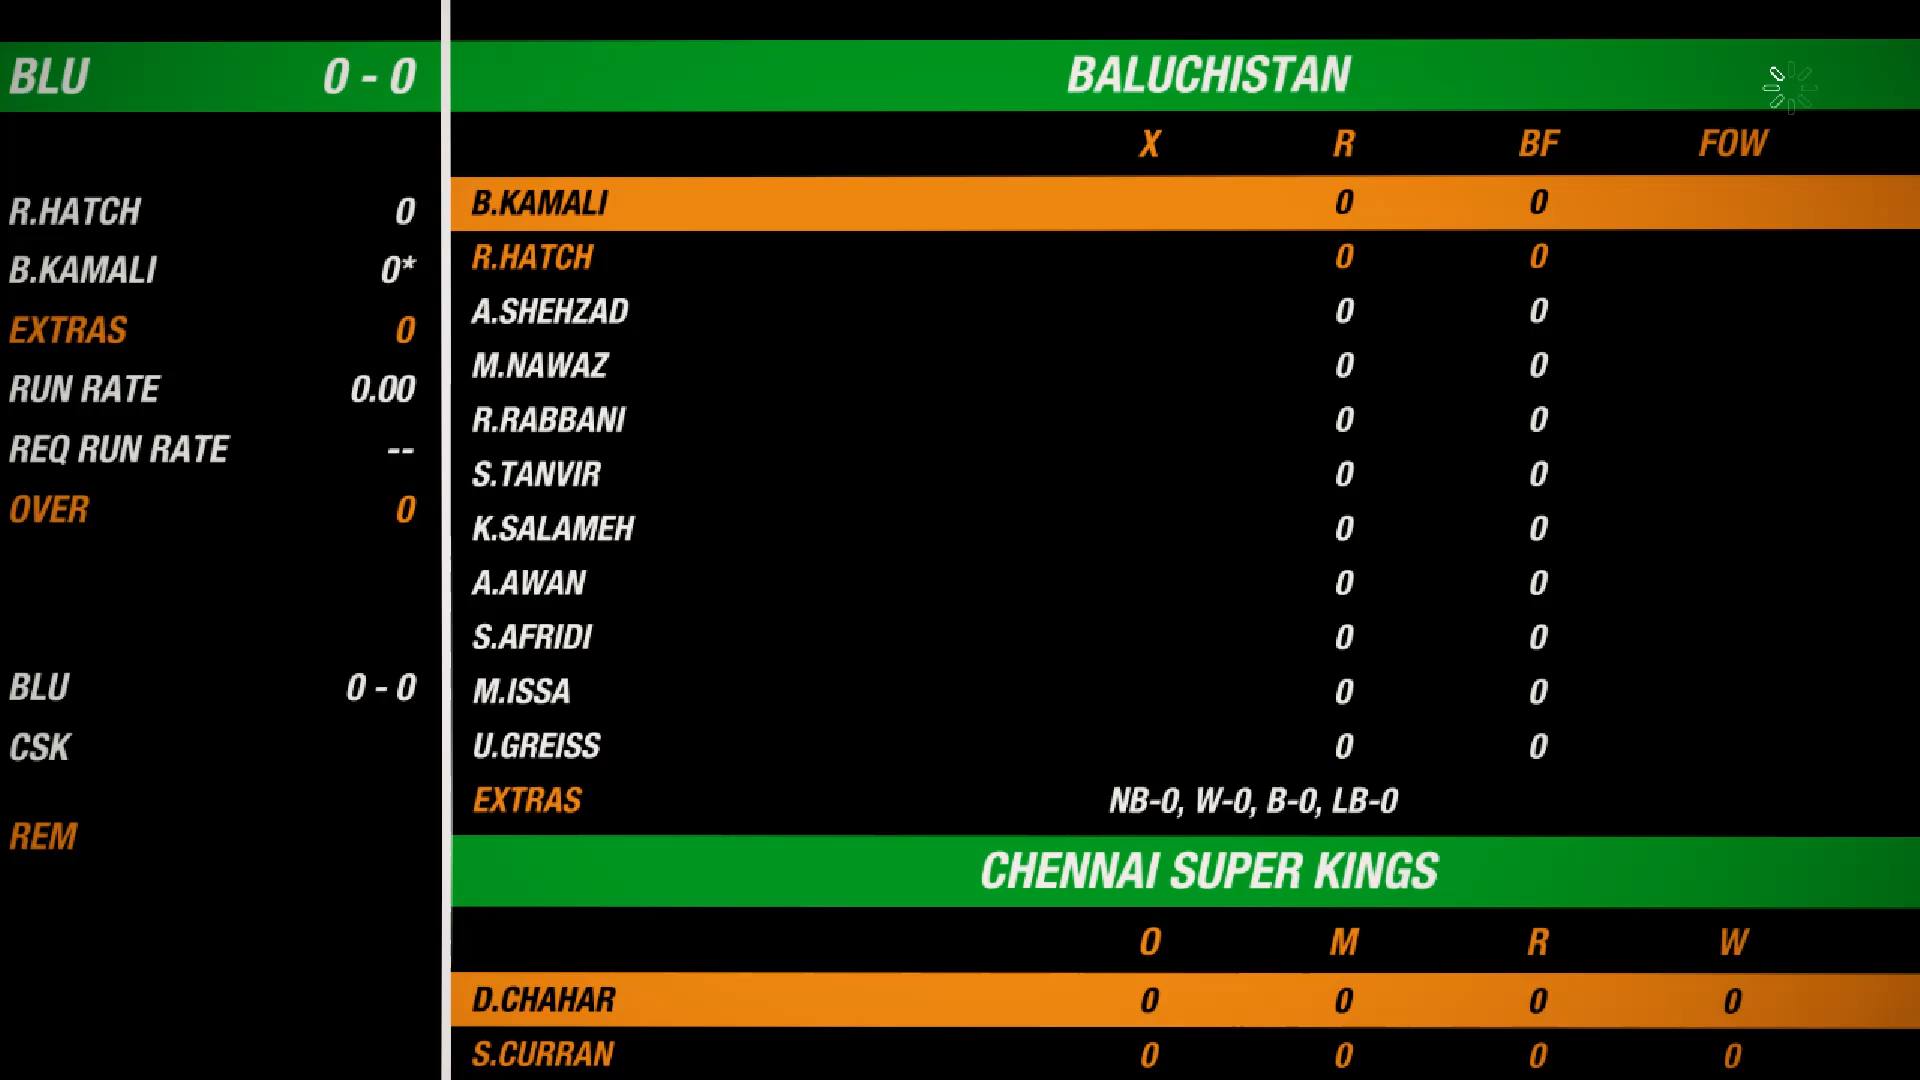 BLU 0 - 0
R.HATCH 0
B.KAMALI 0*
EXTRAS 0
RUN RATE 0.00
REQ RUN RATE --
OVER 0
BLU 0 - 0
CSK
REM
BALUCHISTAN
X R BF FOW
B.KAMALI 0 0
R.HATCH 0 0
A.SHEHZAD 0 0
M.NAWAZ 0 0
R.RABBANI 0 0
S.TANVIR 0 0
K.SALAMEH 0 0
A.AWAN 0 0
S.AFRIDI 0 0
M.ISSA 0 0
U.GREISS 0 0
EXTRAS NB-0, W-0, B-0, LB-0
CHENNAI SUPER KINGS
O M R W
D.CHAHAR 0 0 0 0
S.CURRAN 0 0 0 0